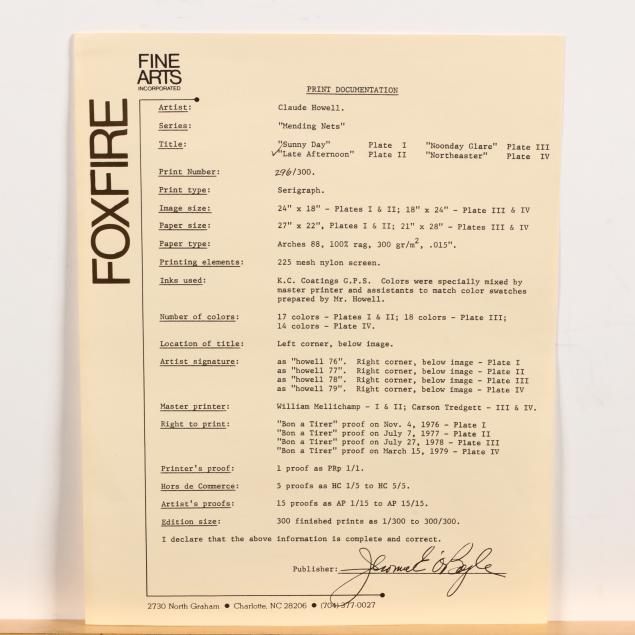 FOXFIRE
FINE
ARTS
INCORPORATED
PRINT DOCUMENTATION
Artist: Claude Howell.
Series: "Mending Nets"
Title: "Sunny Day" Plate I "Noonday Glare" Plate III
✓"Late Afternoon" Plate II "Northeaster" Plate IV
Print Number: 296/300.
Print type: Serigraph.
Image size: 24" x 18" - Plates I & II; 18" x 24" - Plate III & IV
Paper size: 27" x 22", Plates I & II; 21" x 28" - Plates III & IV
Paper type: Arches 88, 100% rag, 300 gr/m², .015".
Printing elements: 225 mesh nylon screen.
Inks used: K.C. Coatings G.P.S. Colors were specially mixed by
master printer and assistants to match color swatches
prepared by Mr. Howell.
Number of colors: 17 colors - Plates I & II; 18 colors - Plate III;
14 colors - Plate IV.
Location of title: Left corner, below image.
Artist signature: as "howell 76". Right corner, below image - Plate I
as "howell 77". Right corner, below image - Plate II
as "howell 78". Right corner, below image - Plate III
as "howell 79". Right corner, below image - Plate IV
Master printer: William Mellichamp - I & II; Carson Tredgett - III & IV.
Right to print: "Bon a Tirer" proof on Nov. 4, 1976 - Plate I
"Bon a Tirer" proof on July 7, 1977 - Plate II
"Bon a Tirer" proof on July 27, 1978 - Plate III
"Bon a Tirer" proof on March 15, 1979 - Plate IV
Printer's proof: 1 proof as PRp 1/1.
Hors de Commerce: 5 proofs as HC 1/5 to HC 5/5.
Artist's proofs: 15 proofs as AP 1/15 to AP 15/15.
Edition size: 300 finished prints as 1/300 to 300/300.
I declare that the above information is complete and correct.
Publisher: Jeromal E O'Boyle
2730 North Graham ● Charlotte, NC 28206 ● (704) 377-0027